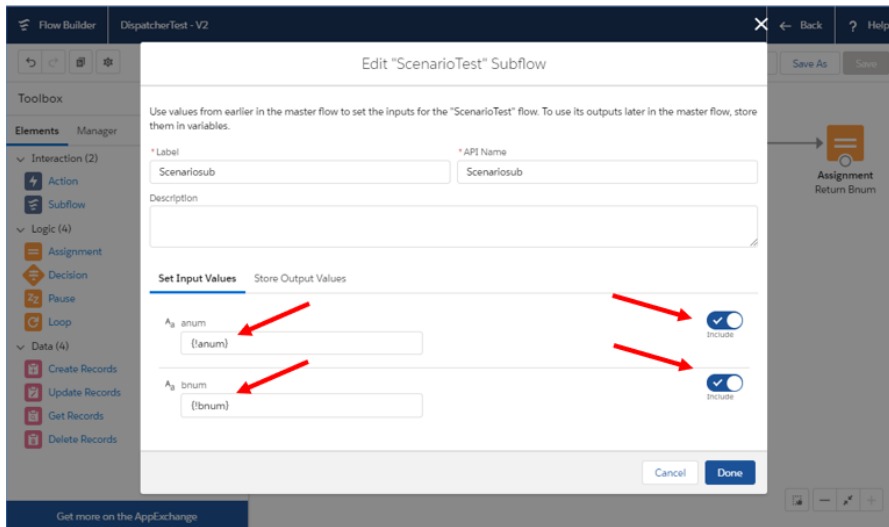 Flow Builder
DispatcherTest - V2
Back
? Help
Save As
Save
Toolbox
Elements
Manager
Interaction (2)
Action
Subflow
Logic (4)
Assignment
Decision
Pause
Loop
Data (4)
Create Records
Update Records
Get Records
Delete Records
Get more on the AppExchange
Edit "ScenarioTest" Subflow
Use values from earlier in the master flow to set the inputs for the "ScenarioTest" flow. To use its outputs later in the master flow, store
them in variables.
* Label
* API Name
Scenariosub
Scenariosub
Description
Set Input Values
Store Output Values
Aa anum
{!anum}
Include
Aa bnum
{!bnum}
Include
Cancel
Done
Assignment
Return Bnum